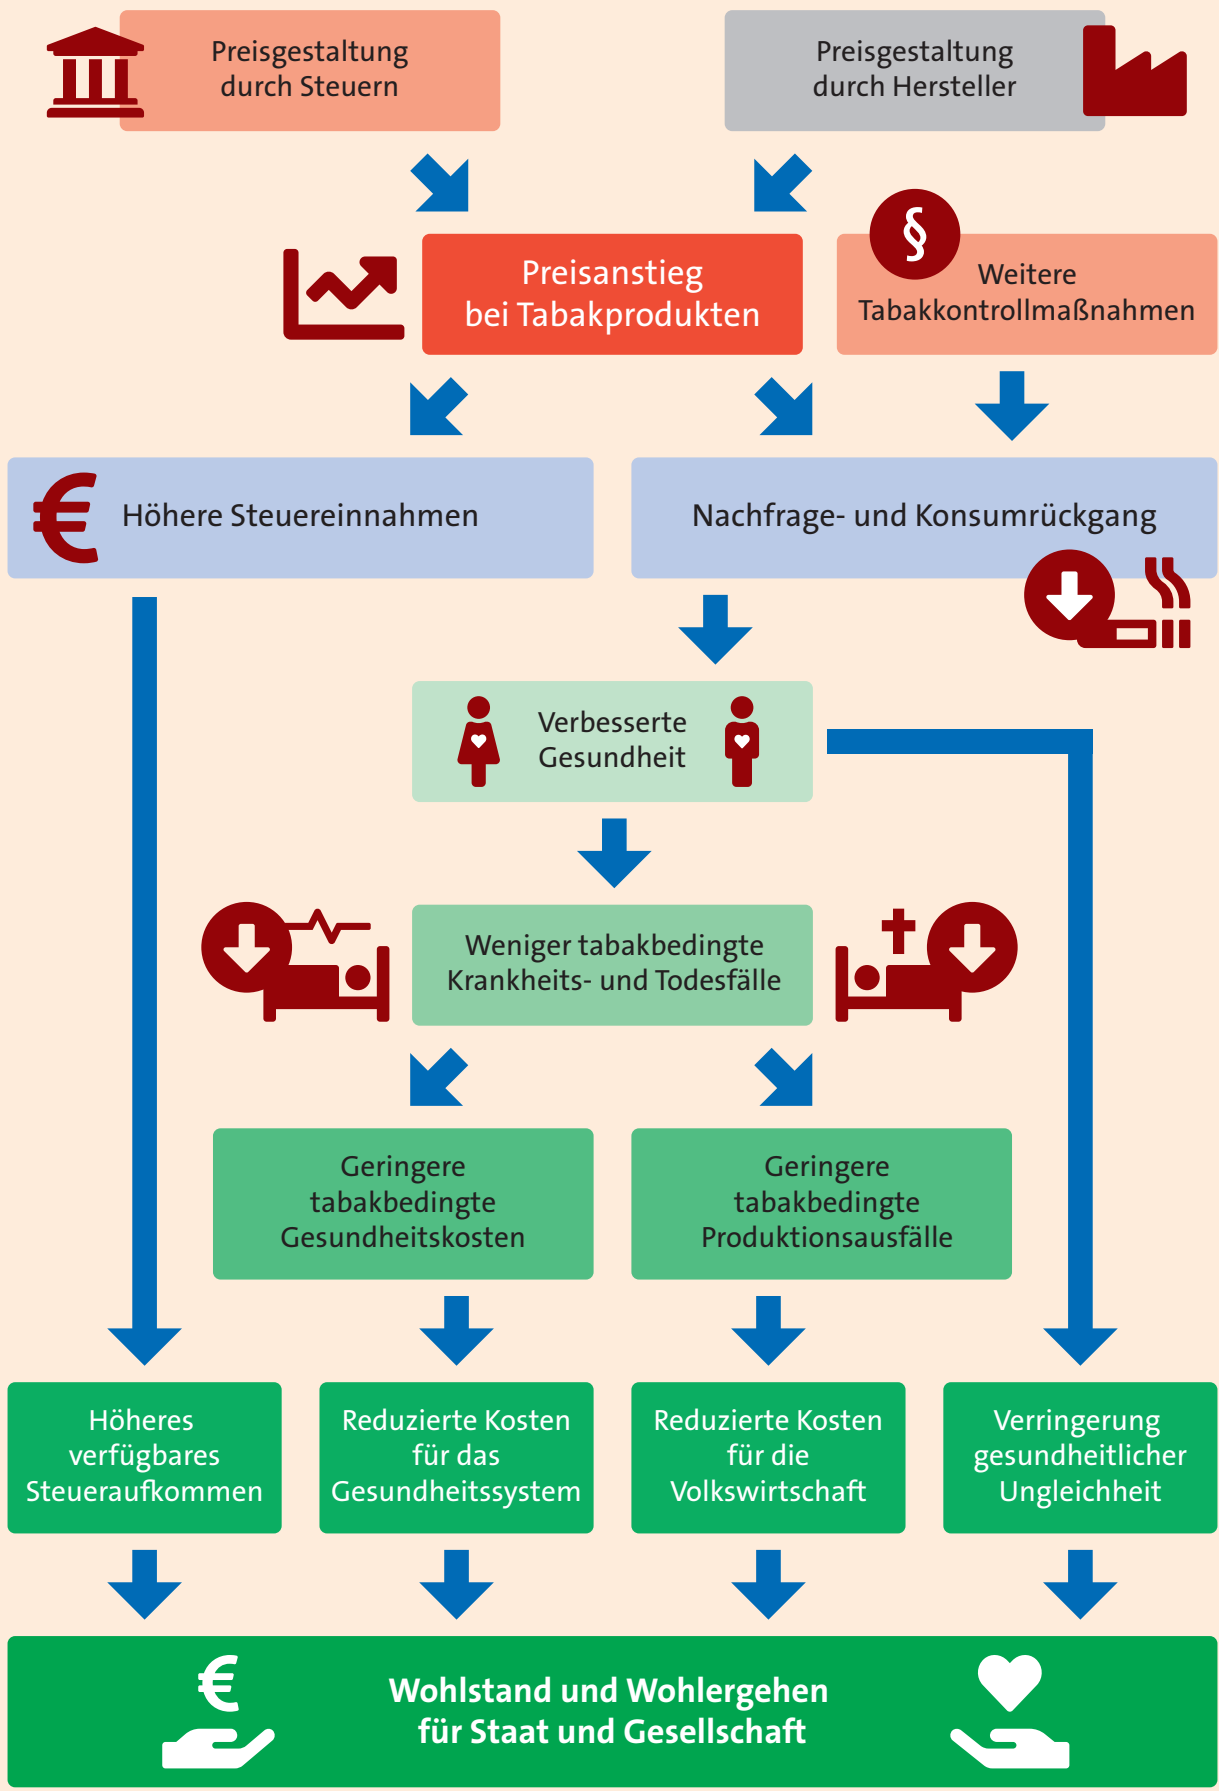 Preisgestaltung
durch Steuern
Preisgestaltung
durch Hersteller
§
Preisanstieg
bei Tabakprodukten
Weitere
Tabakkontrollmaßnahmen
€
Höhere Steuereinnahmen
Nachfrage- und Konsumrückgang
Verbesserte
Gesundheit
Weniger tabakbedingte
Krankheits- und Todesfälle
Geringere
tabakbedingte
Gesundheitskosten
Geringere
tabakbedingte
Produktionsausfälle
Höheres
verfügbares
Steueraufkommen
Reduzierte Kosten
für das
Gesundheitssystem
Reduzierte Kosten
für die
Volkswirtschaft
Verringerung
gesundheitlicher
Ungleichheit
€
Wohlstand und Wohlergehen
für Staat und Gesellschaft